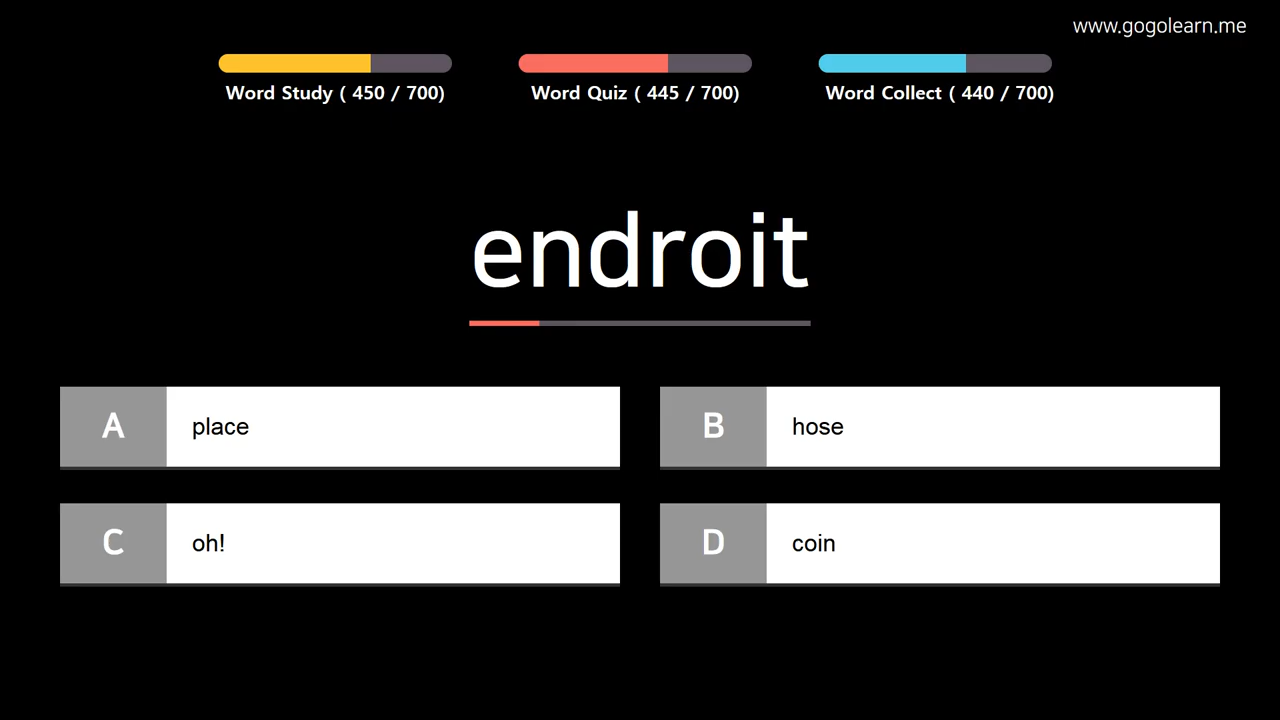 www.gogolearn.me
Word Study ( 450 / 700)
Word Quiz ( 445 / 700)
Word Collect ( 440 / 700)
endroit
A place
B hose
C oh!
D coin